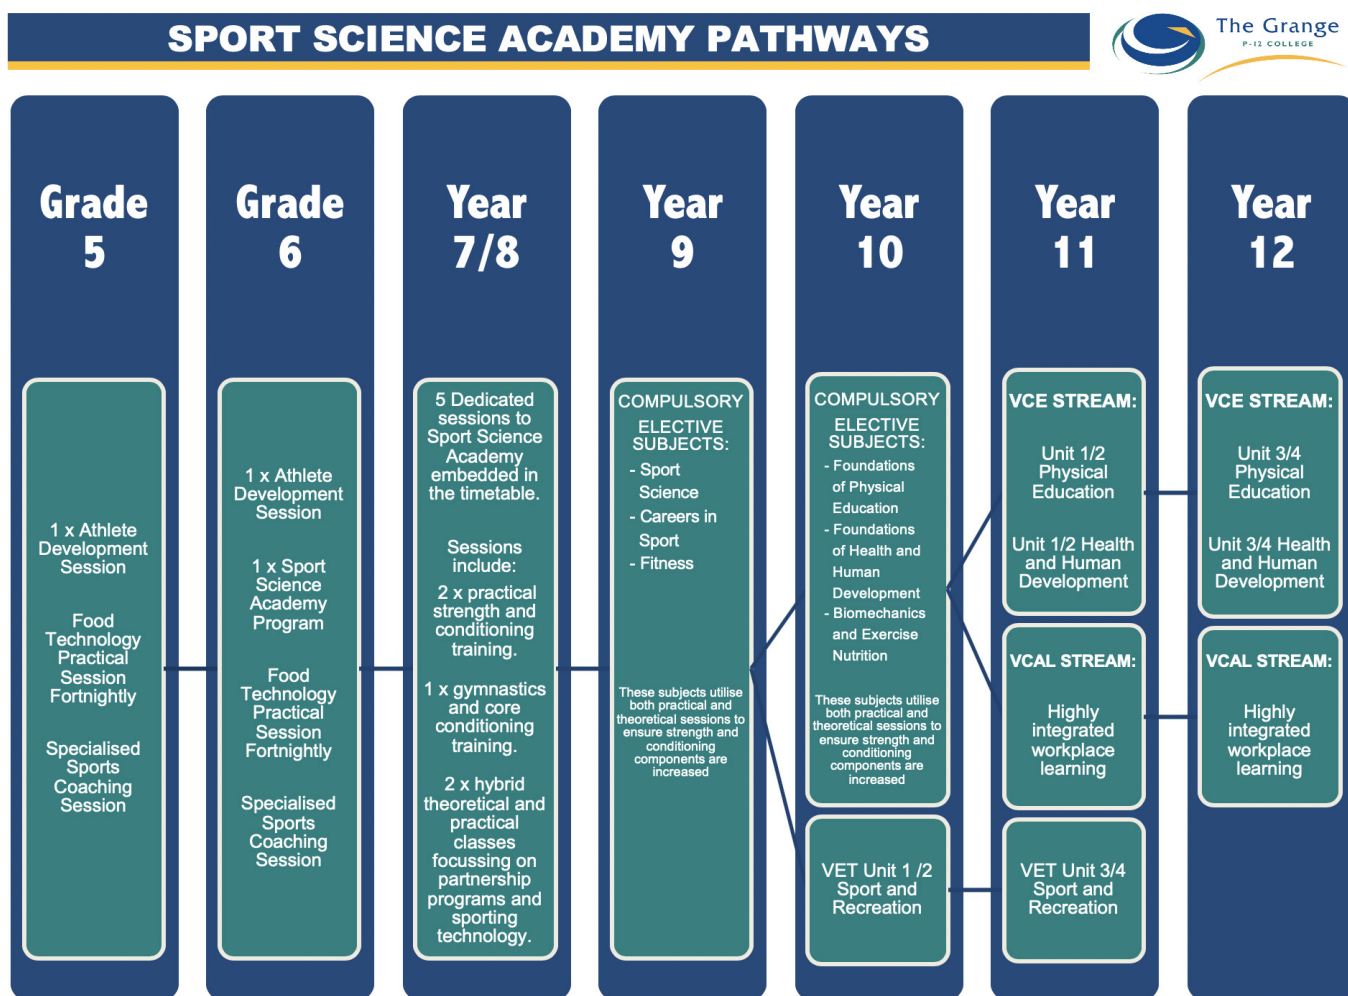 SPORT SCIENCE ACADEMY PATHWAYS
The Grange
P-12 COLLEGE
Grade
5
1 x Athlete
Development
Session
Food
Technology
Practical
Session
Fortnightly
Specialised
Sports
Coaching
Session
Grade
6
1 x Athlete
Development
Session
1 x Sport
Science
Academy
Program
Food
Technology
Practical
Session
Fortnightly
Specialised
Sports
Coaching
Session
Year
7/8
5 Dedicated
sessions to
Sport Science
Academy
embedded in
the timetable.
Sessions
include:
2 x practical
strength and
conditioning
training.
1 x gymnastics
and core
conditioning
training.
2 x hybrid
theoretical and
practical
classes
focussing on
partnership
programs and
sporting
technology.
Year
9
COMPULSORY
ELECTIVE
SUBJECTS:
- Sport
Science
- Careers in
Sport
- Fitness
These subjects utilise
both practical and
theoretical sessions to
ensure strength and
conditioning
components are
increased
Year
10
COMPULSORY
ELECTIVE
SUBJECTS:
- Foundations
of Physical
Education
- Foundations
of Health and
Human
Development
- Biomechanics
and Exercise
Nutrition
These subjects utilise
both practical and
theoretical sessions to
ensure strength and
conditioning
components are
increased
VET Unit 1 /2
Sport and
Recreation
Year
11
VCE STREAM:
Unit 1/2
Physical
Education
Unit 1/2 Health
and Human
Development
VCAL STREAM:
Highly
integrated
workplace
learning
VET Unit 3/4
Sport and
Recreation
Year
12
VCE STREAM:
Unit 3/4
Physical
Education
Unit 3/4 Health
and Human
Development
VCAL STREAM:
Highly
integrated
workplace
learning